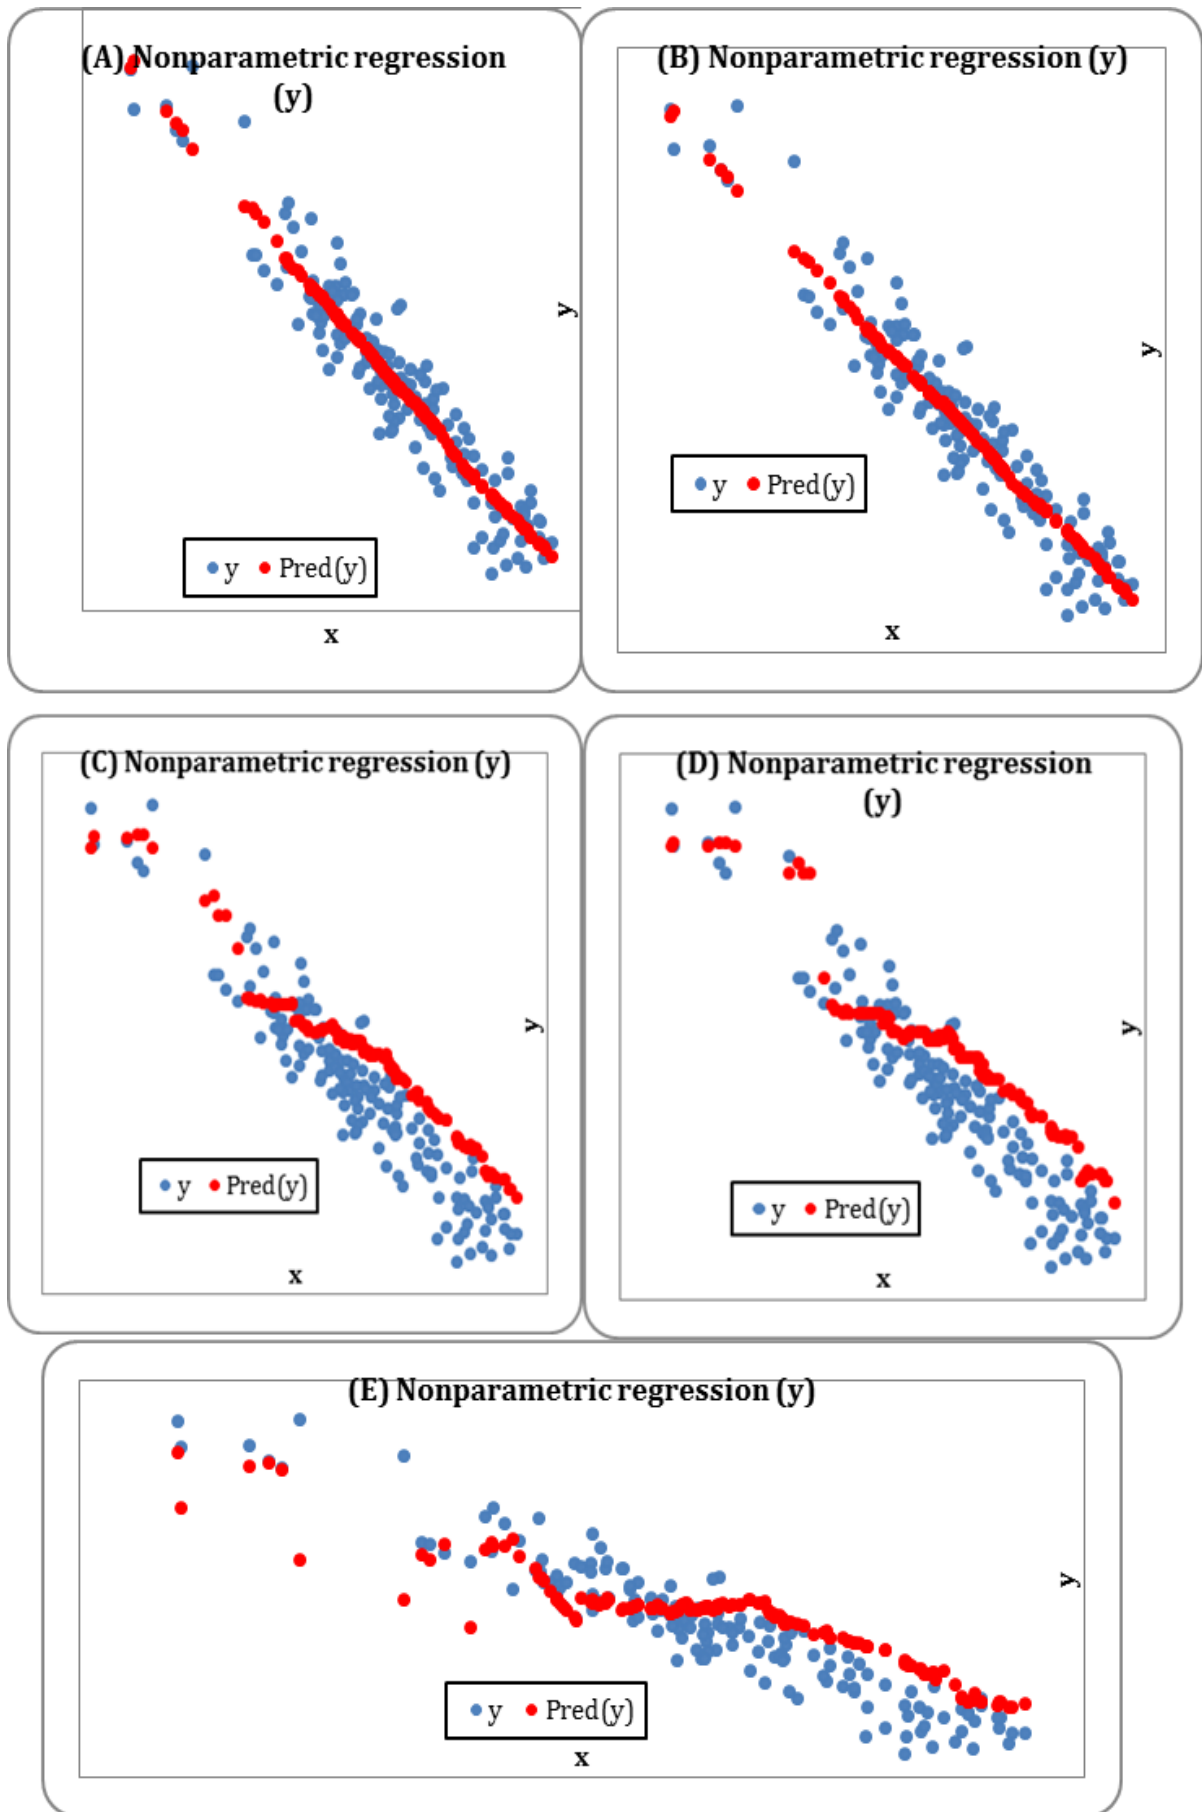 (A) Nonparametric regression
(y)
y
y Pred(y)
x
(B) Nonparametric regression (y)
y
y Pred(y)
x
(C) Nonparametric regression (y)
y
y Pred(y)
x
(D) Nonparametric regression
(y)
y
y Pred(y)
x
(E) Nonparametric regression (y)
y
y Pred(y)
x